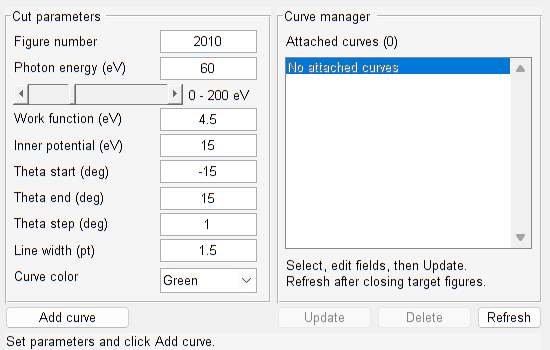 Cut parameters
Figure number 2010
Photon energy (eV) 60
0 - 200 eV
Work function (eV) 4.5
Inner potential (eV) 15
Theta start (deg) -15
Theta end (deg) 15
Theta step (deg) 1
Line width (pt) 1.5
Curve color Green
Add curve
Set parameters and click Add curve.
Curve manager
Attached curves (0)
No attached curves
Select, edit fields, then Update.
Refresh after closing target figures.
Update Delete Refresh